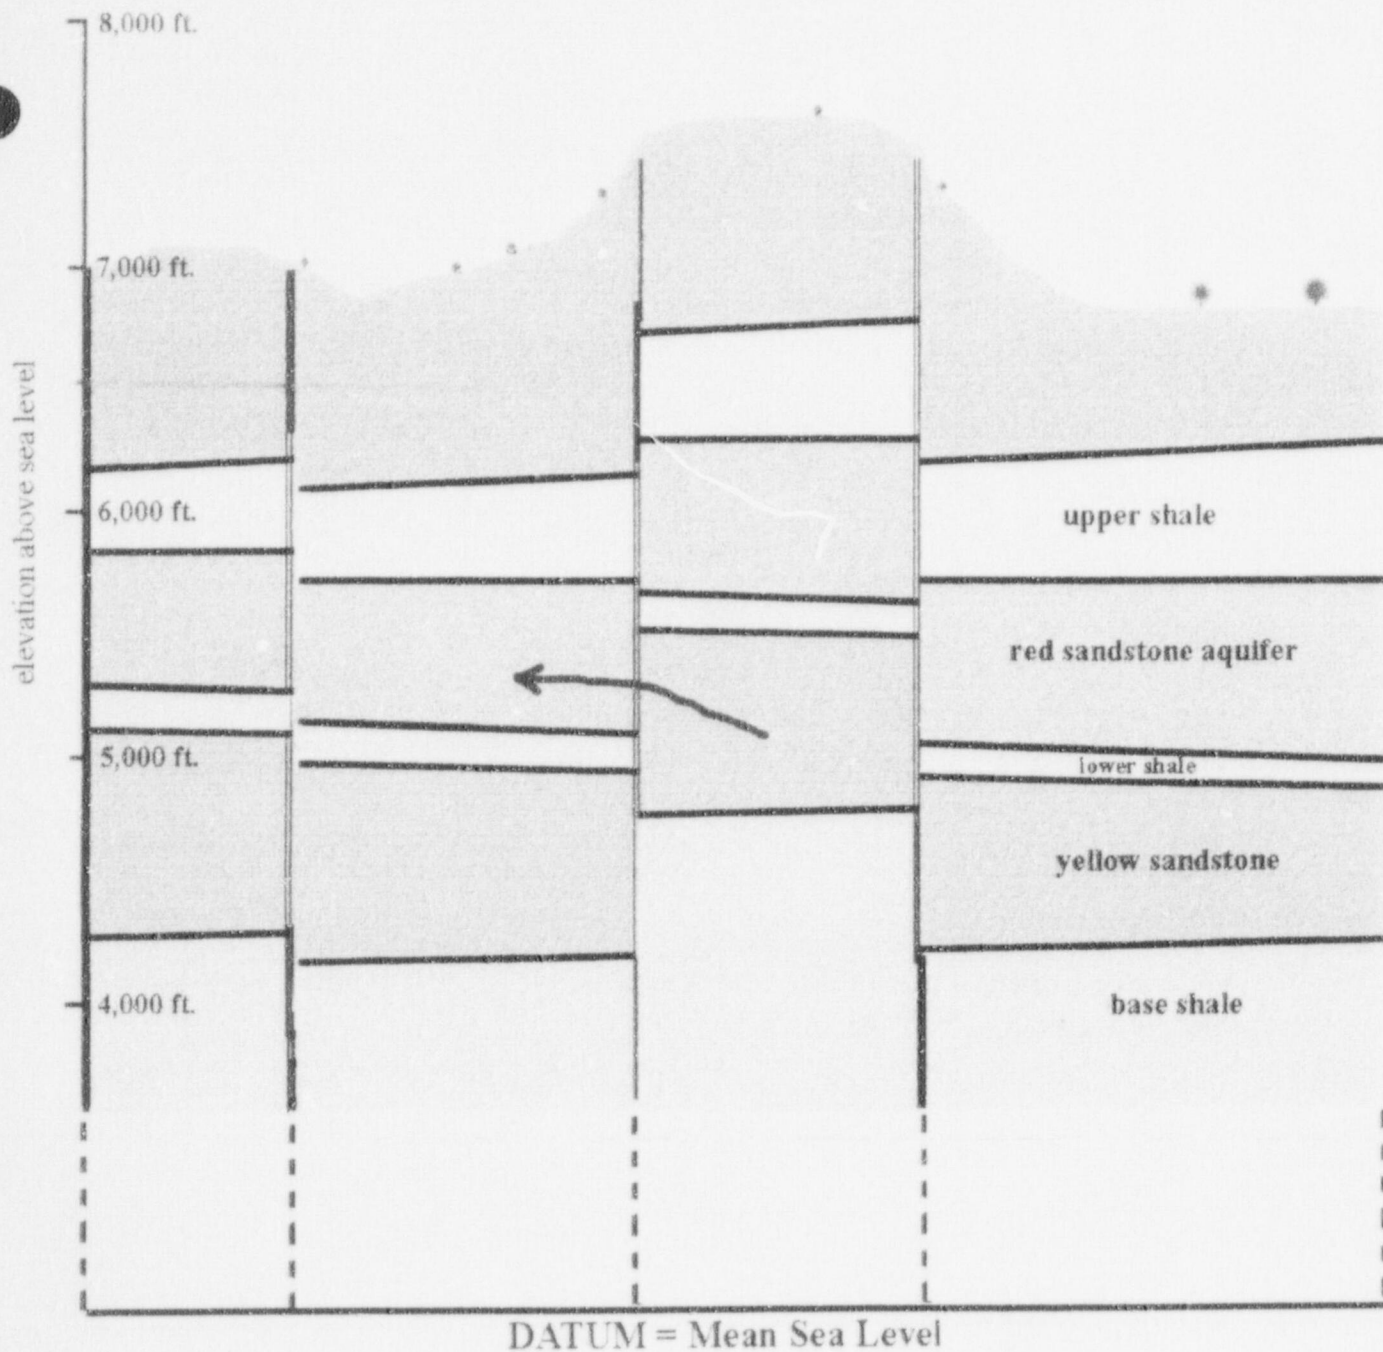 8,000 ft.
7,000 ft.
6,000 ft.
5,000 ft.
4,000 ft.
elevation above sea level
upper shale
red sandstone aquifer
lower shale
yellow sandstone
base shale
DATUM = Mean Sea Level